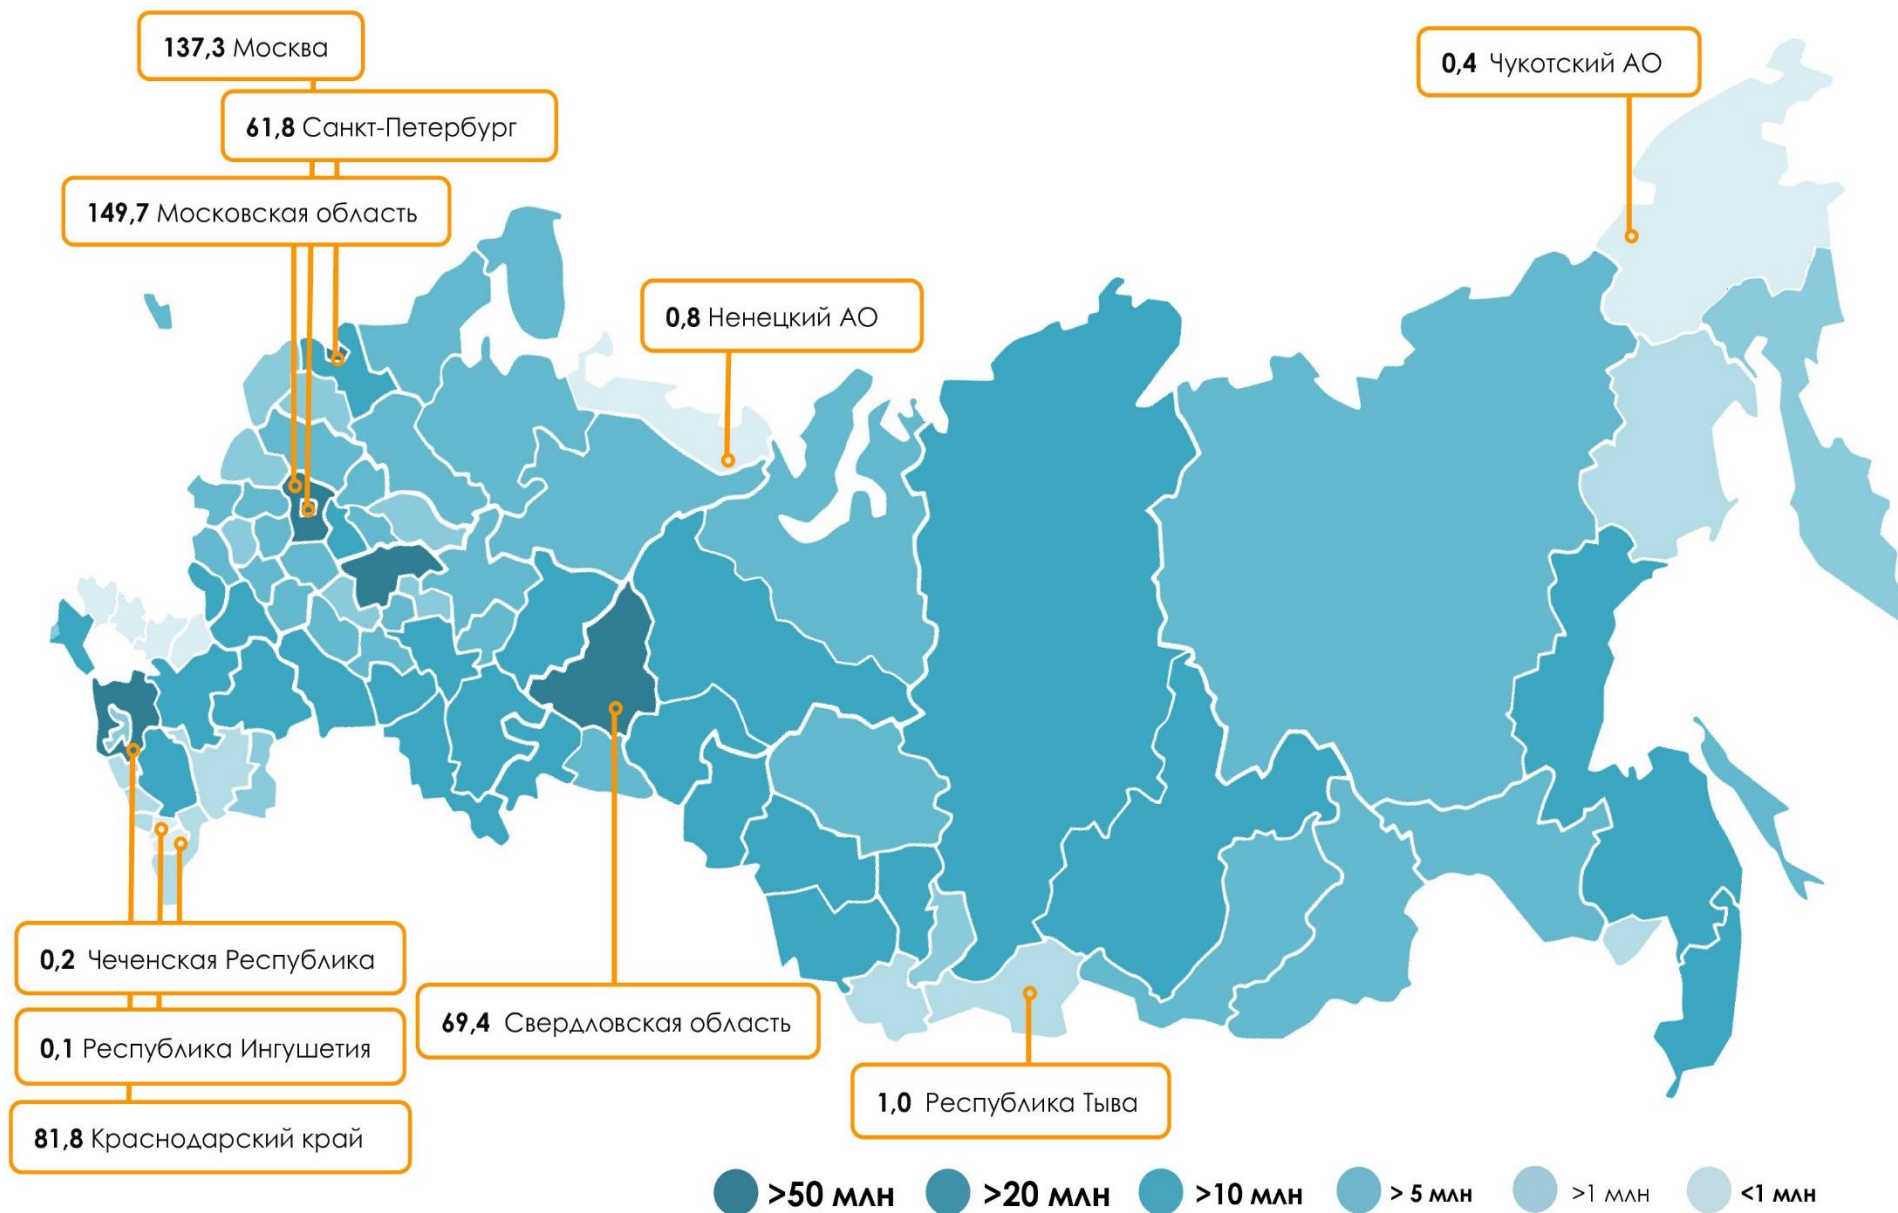 137,3 Москва
0,4 Чукотский АО
61,8 Санкт-Петербург
149,7 Московская область
0,8 Ненецкий АО
0,2 Чеченская Республика
69,4 Свердловская область
0,1 Республика Ингушетия
1,0 Республика Тыва
81,8 Краснодарский край
>50 млн
>20 млн
>10 млн
> 5 млн
>1 млн
<1 млн